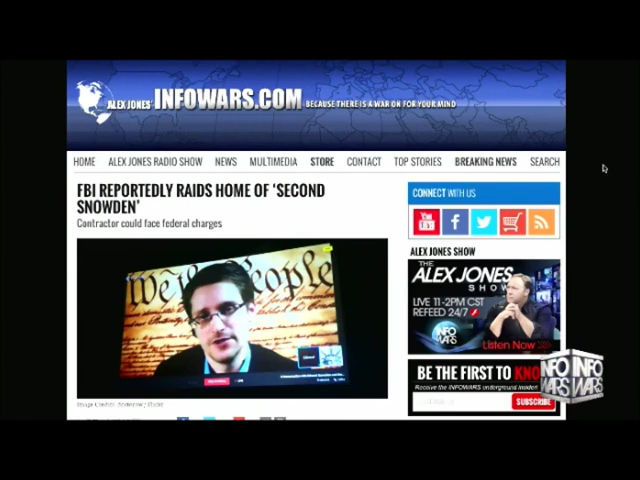 ALEX JONES' INFOWARS.COM BECAUSE THERE IS A WAR ON FOR YOUR MIND
HOME ALEX JONES RADIO SHOW NEWS MULTIMEDIA STORE CONTACT TOP STORIES BREAKING NEWS SEARCH
FBI REPORTEDLY RAIDS HOME OF ‘SECOND
SNOWDEN’
Contractor could face federal charges
We the People
CONNECT WITH US
You
f
ALEX JONES SHOW
THE
ALEX JONES
SHOW
LIVE 11-2PM CST
REFEED 24/7
INFO
WARS
Listen Now
BE THE FIRST TO KNO
Receive the INFOWARS underground insider
SUBSCRIBE
INFO INFO
WARS WARS